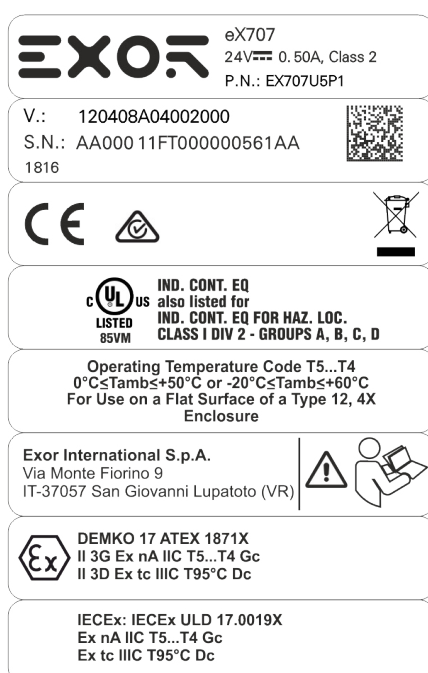 EXOR
eX707
24V 0.50A, Class 2
P.N.: EX707U5P1
V.: 120408A04002000
S.N.: AA000 11FT000000561AA
1816
CE
C UL US
LISTED
85VM
IND. CONT. EQ
also listed for
IND. CONT. EQ FOR HAZ. LOC.
CLASS I DIV 2 - GROUPS A, B, C, D
Operating Temperature Code T5...T4
0°C≤Tamb≤+50°C or -20°C≤Tamb≤+60°C
For Use on a Flat Surface of a Type 12, 4X
Enclosure
Exor International S.p.A.
Via Monte Fiorino 9
IT-37057 San Giovanni Lupatoto (VR)
Ex
DEMKO 17 ATEX 1871X
II 3G Ex nA IIC T5...T4 Gc
II 3D Ex tc IIIC T95°C Dc
IECEx: IECEx ULD 17.0019X
Ex nA IIC T5...T4 Gc
Ex tc IIIC T95°C Dc